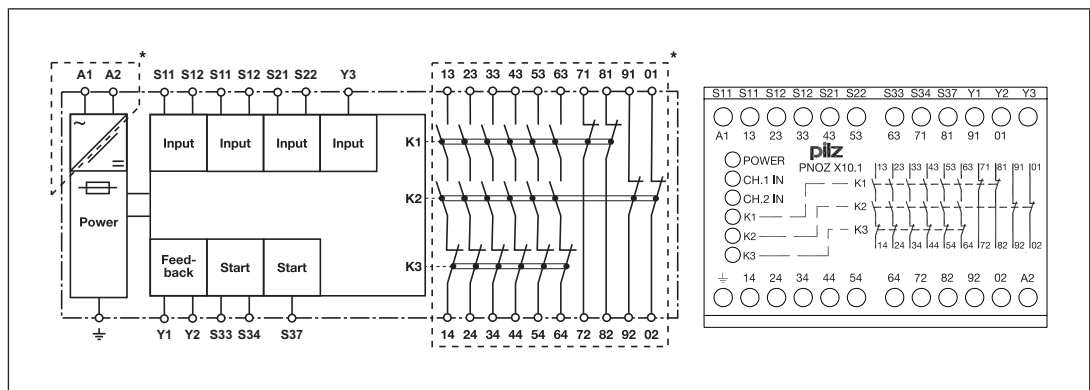 *
*
A1 A2 S11 S12 S11 S12 S21 S22 Y3
13 23 33 43 53 63 71 81 91 01
Input Input Input Input
Power
Feed-
back
Start Start
K1
K2
K3
Y1 Y2 S33 S34 S37
14 24 34 44 54 64 72 82 92 02
S11 S11 S12 S12 S21 S22 S33 S34 S37 Y1 Y2 Y3
A1 13 23 33 43 53 63 71 81 91 01
pilz
PNOZ X10.1
POWER
CH.1 IN
CH.2 IN
K1
K2
K3
13 23 33 43 53 63 71 81 91 01
K1
K2
K3
14 24 34 44 54 64 72 82 92 02
14 24 34 44 54 64 72 82 92 02 A2